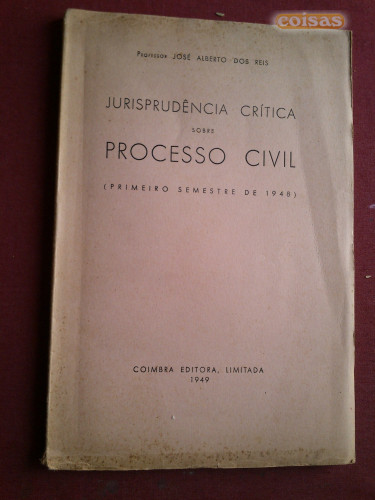 coisas
Professor JOSÉ ALBERTO DOS REIS
JURISPRUDÊNCIA CRÍTICA
SOBRE
PROCESSO CIVIL
(PRIMEIRO SEMESTRE DE 1948)
COIMBRA EDITORA, LIMITADA
1949